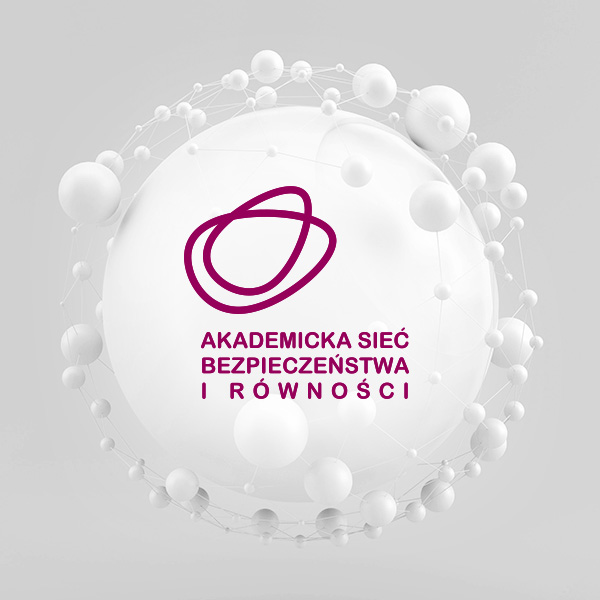 AKADEMICKA SIEĆ
BEZPIECZEŃSTWA
I RÓWNOŚCI